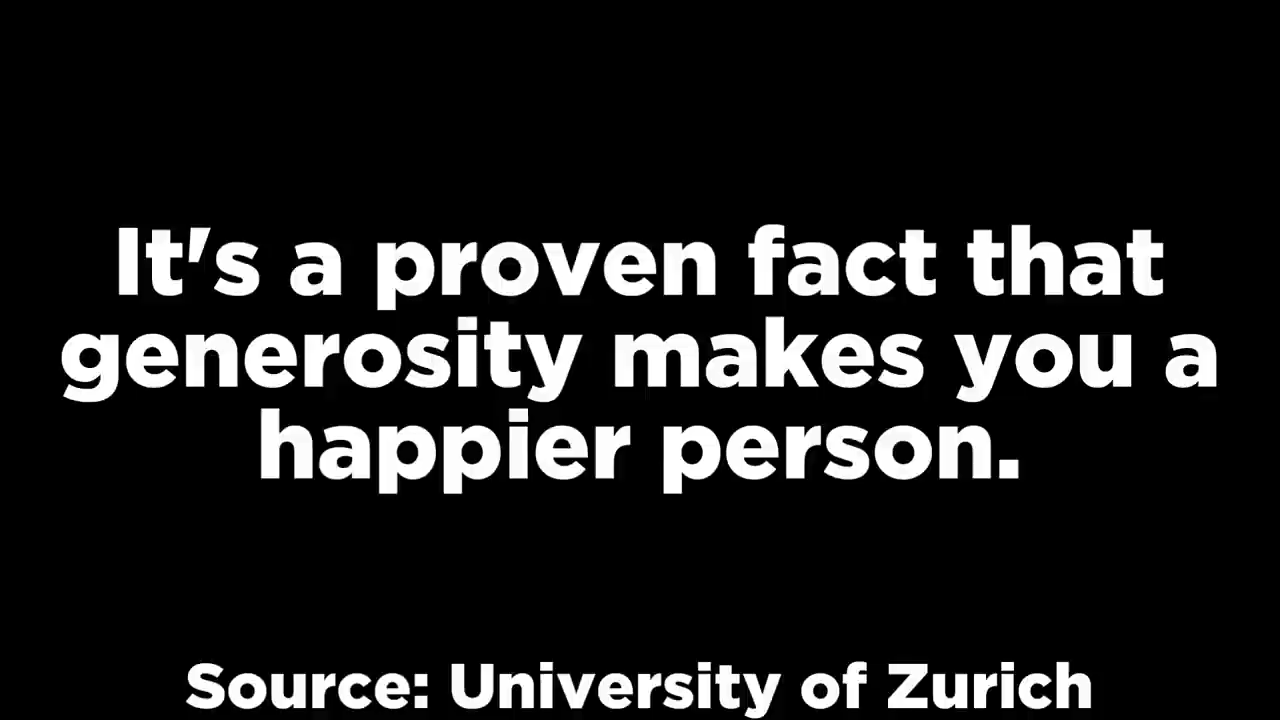 It's a proven fact that
generosity makes you a
happier person.
Source: University of Zurich